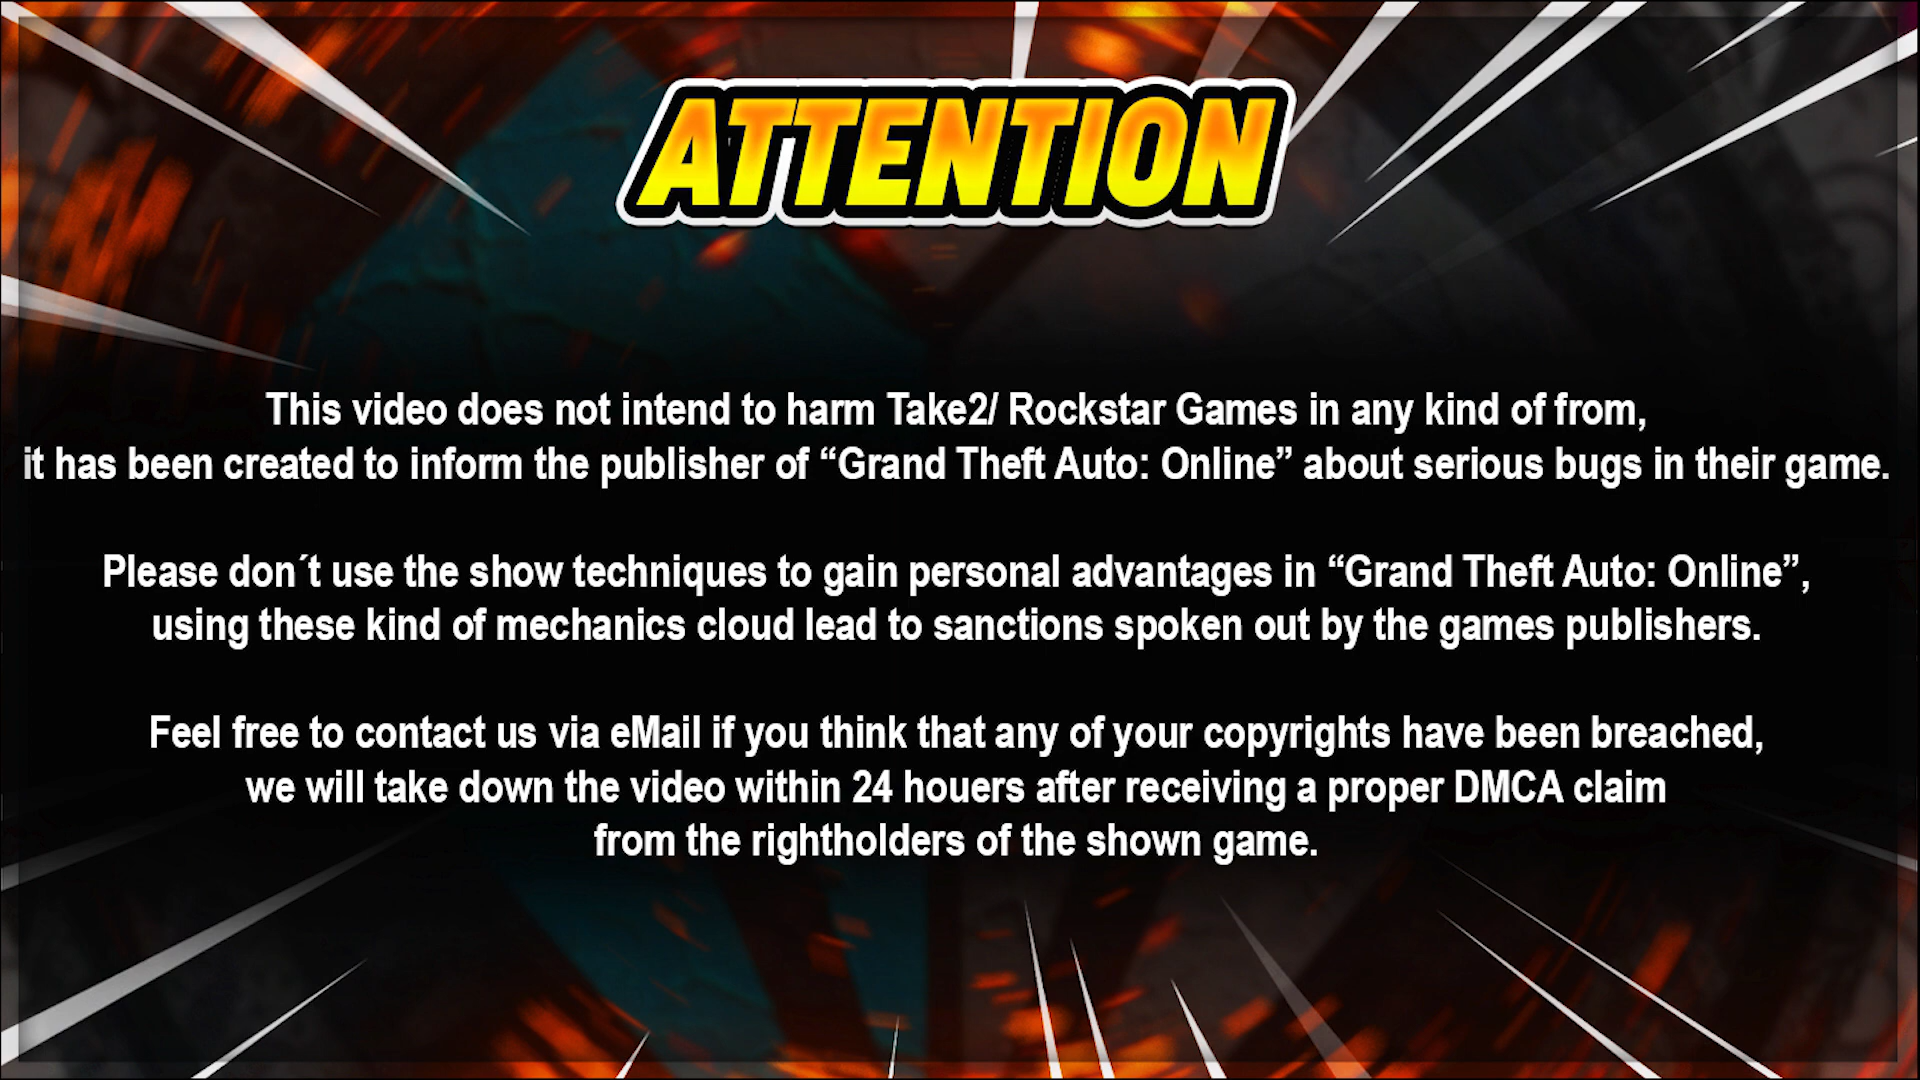 ATTENTION
This video does not intend to harm Take2/ Rockstar Games in any kind of from,
it has been created to inform the publisher of “Grand Theft Auto: Online” about serious bugs in their game.
Please don´t use the show techniques to gain personal advantages in “Grand Theft Auto: Online”,
using these kind of mechanics cloud lead to sanctions spoken out by the games publishers.
Feel free to contact us via eMail if you think that any of your copyrights have been breached,
we will take down the video within 24 houers after receiving a proper DMCA claim
from the rightholders of the shown game.